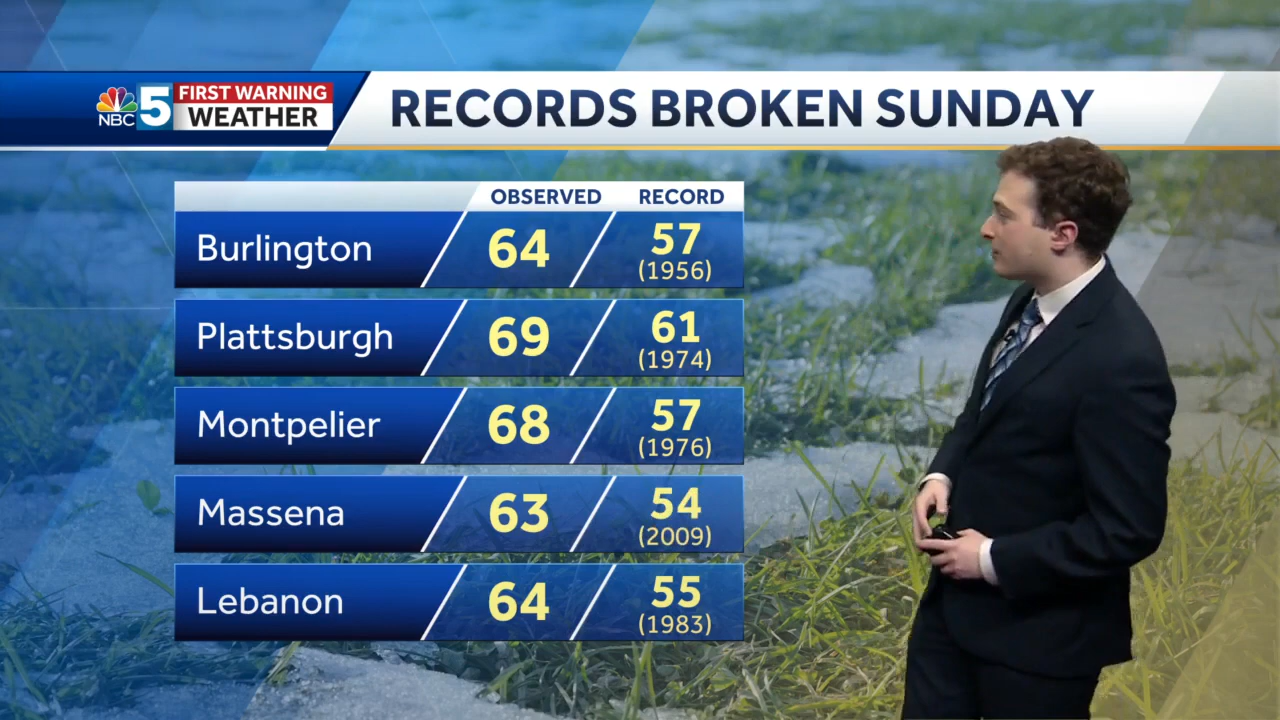 NBC 5 FIRST WARNING WEATHER
RECORDS BROKEN SUNDAY
OBSERVED RECORD
Burlington 64 57 (1956)
Plattsburgh 69 61 (1974)
Montpelier 68 57 (1976)
Massena 63 54 (2009)
Lebanon 64 55 (1983)